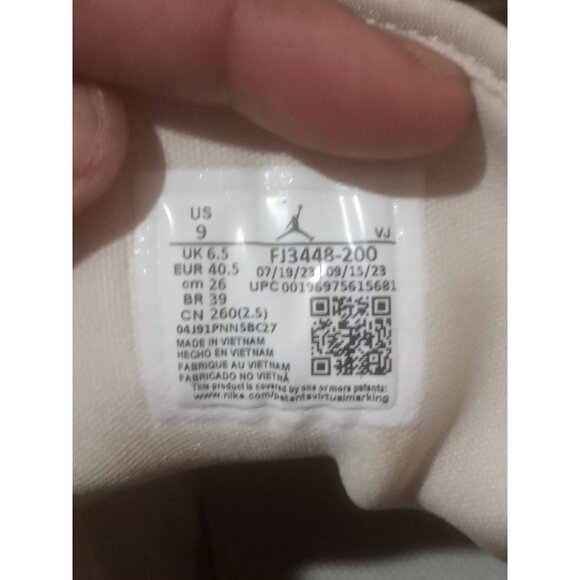 US
9
VJ
UK 6.5
EUR 40.5
cm 26
BR 39
CN 260(2.5)
FJ3448-200
07/19/23 09/15/23
UPC 00196975615681
04J91PNN5BC27
MADE IN VIETNAM
HECHO EN VIETNAM
FABRIQUE AU VIETNAM
FABRICADO NO VIETNÃ
This product is covered by one or more patents:
www.nike.com/patentsvirtualmarking